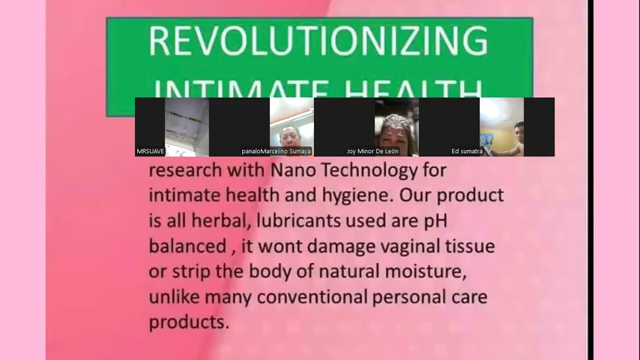 REVOLUTIONIZING
INTIMATE HEALTH
MRSUAVE
panaloMarcelino Sumaya
Joy Minor De León
Ed sumatra
research with Nano Technology for
intimate health and hygiene. Our product
is all herbal, lubricants used are pH
balanced , it wont damage vaginal tissue
or strip the body of natural moisture,
unlike many conventional personal care
products.